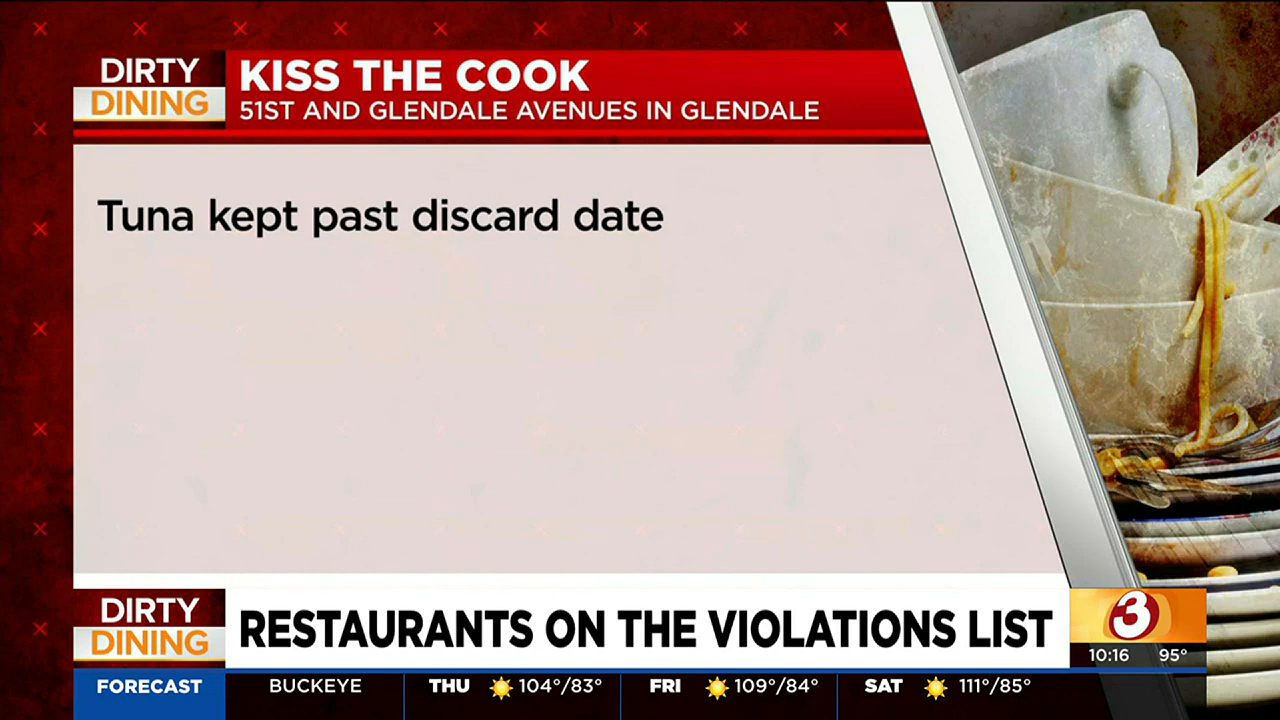 DIRTY
DINING
KISS THE COOK
51ST AND GLENDALE AVENUES IN GLENDALE
Tuna kept past discard date
DIRTY
DINING
RESTAURANTS ON THE VIOLATIONS LIST
3
10:16 95°
FORECAST BUCKEYE THU 104°/83° FRI 109°/84° SAT 111°/85°